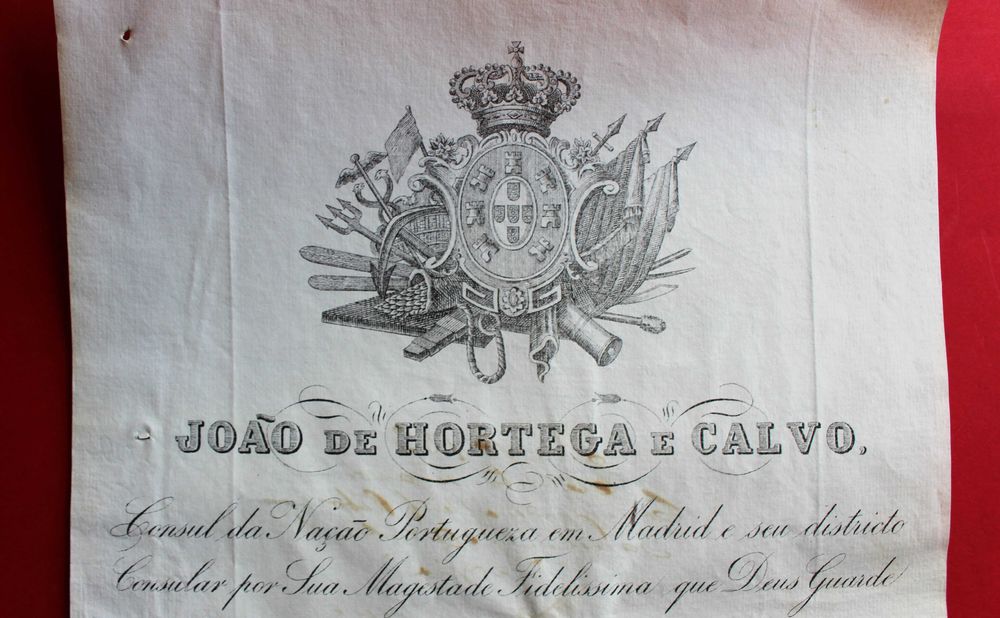 JOÃO DE HORTEGA E CALVO,
Consul da Nação Portugueza em Madrid e seu districto
Consular por Sua Magestade Fidelissima que Deus Guarde